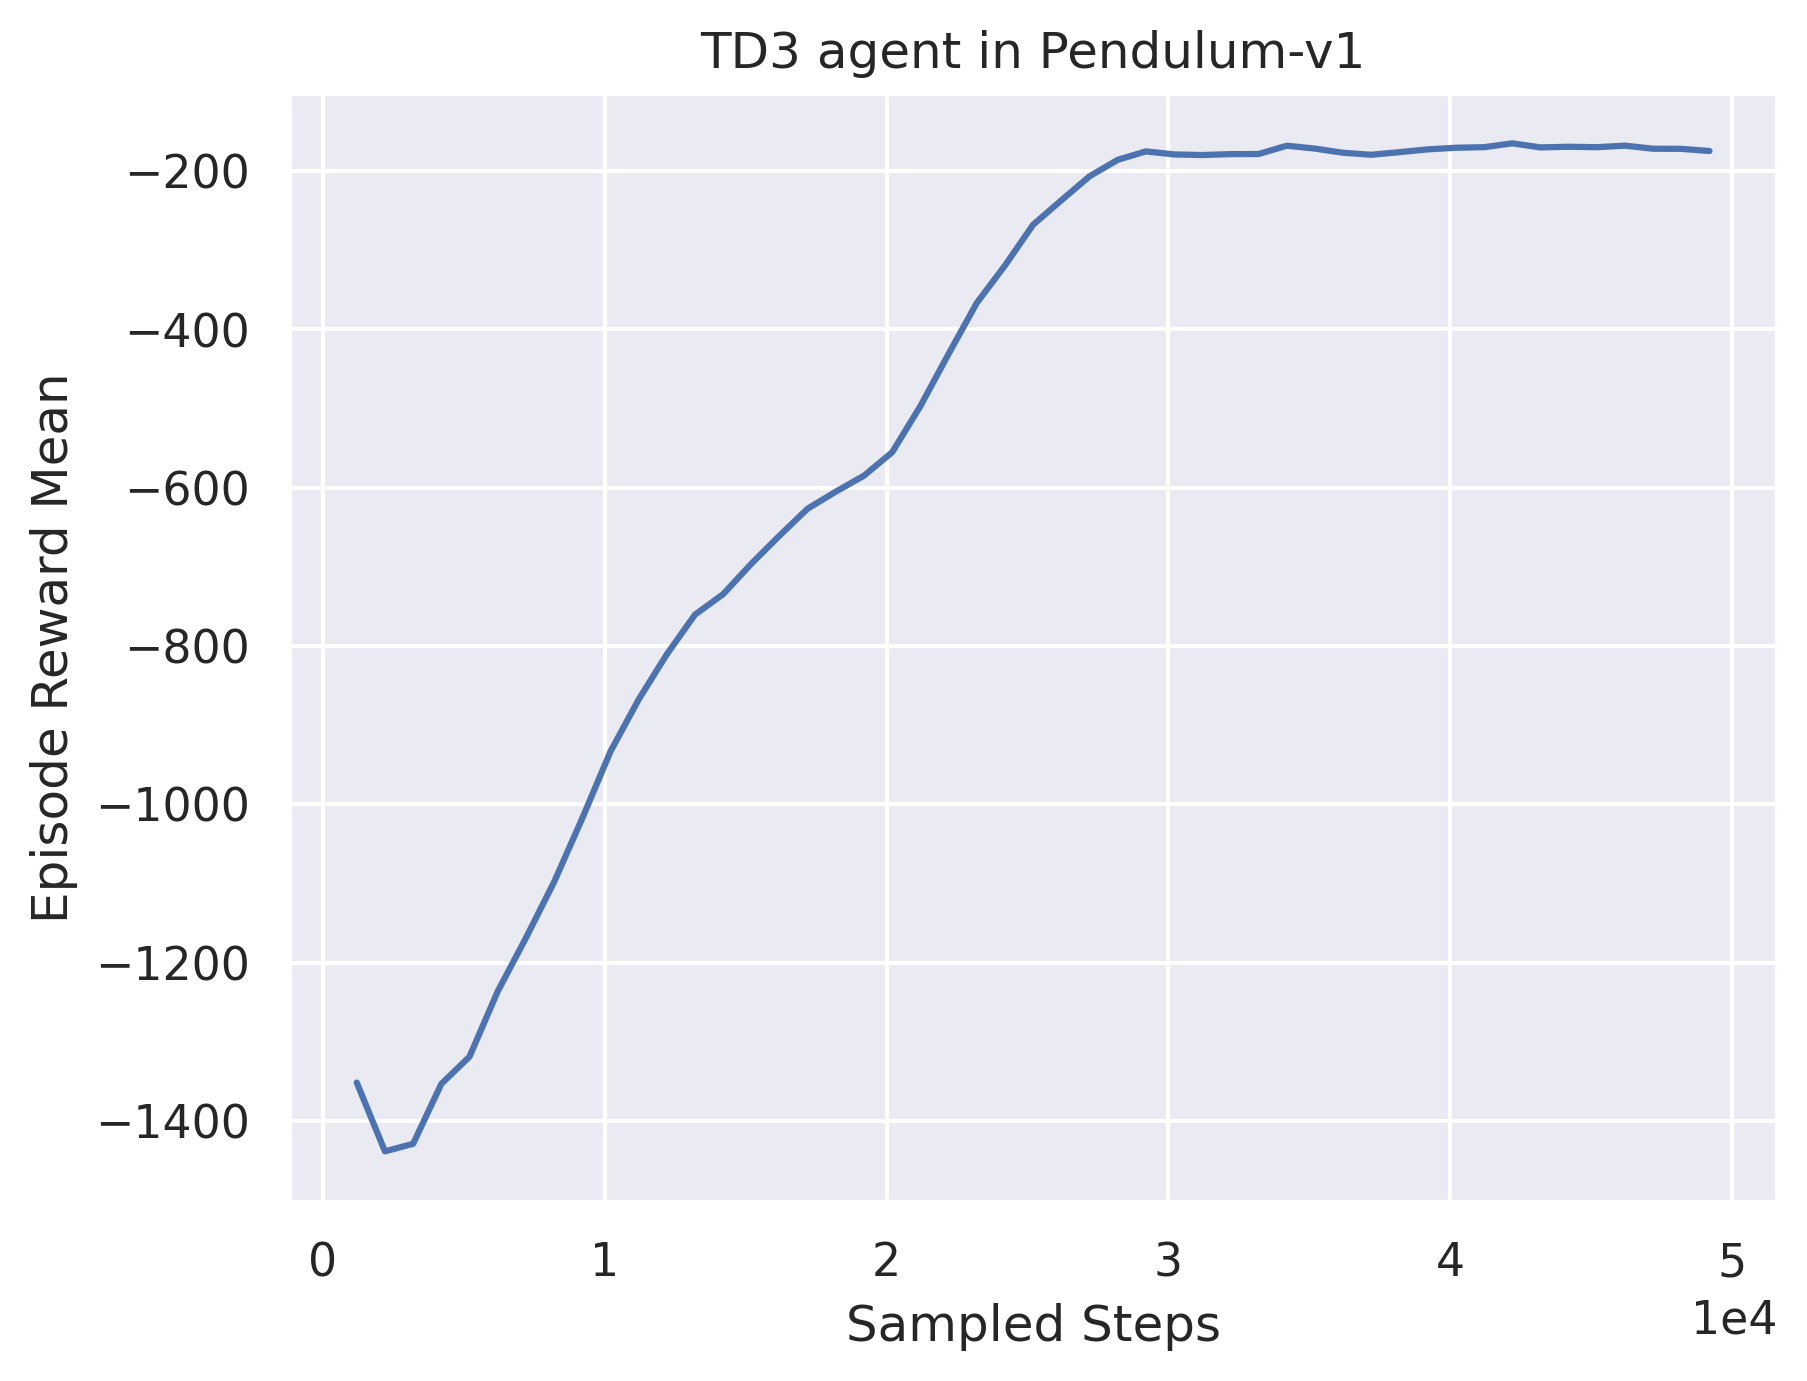 TD3 agent in Pendulum-v1
−200
−400
−600
−800
−1000
−1200
−1400
Episode Reward Mean
0 1 2 3 4 5
1e4
Sampled Steps